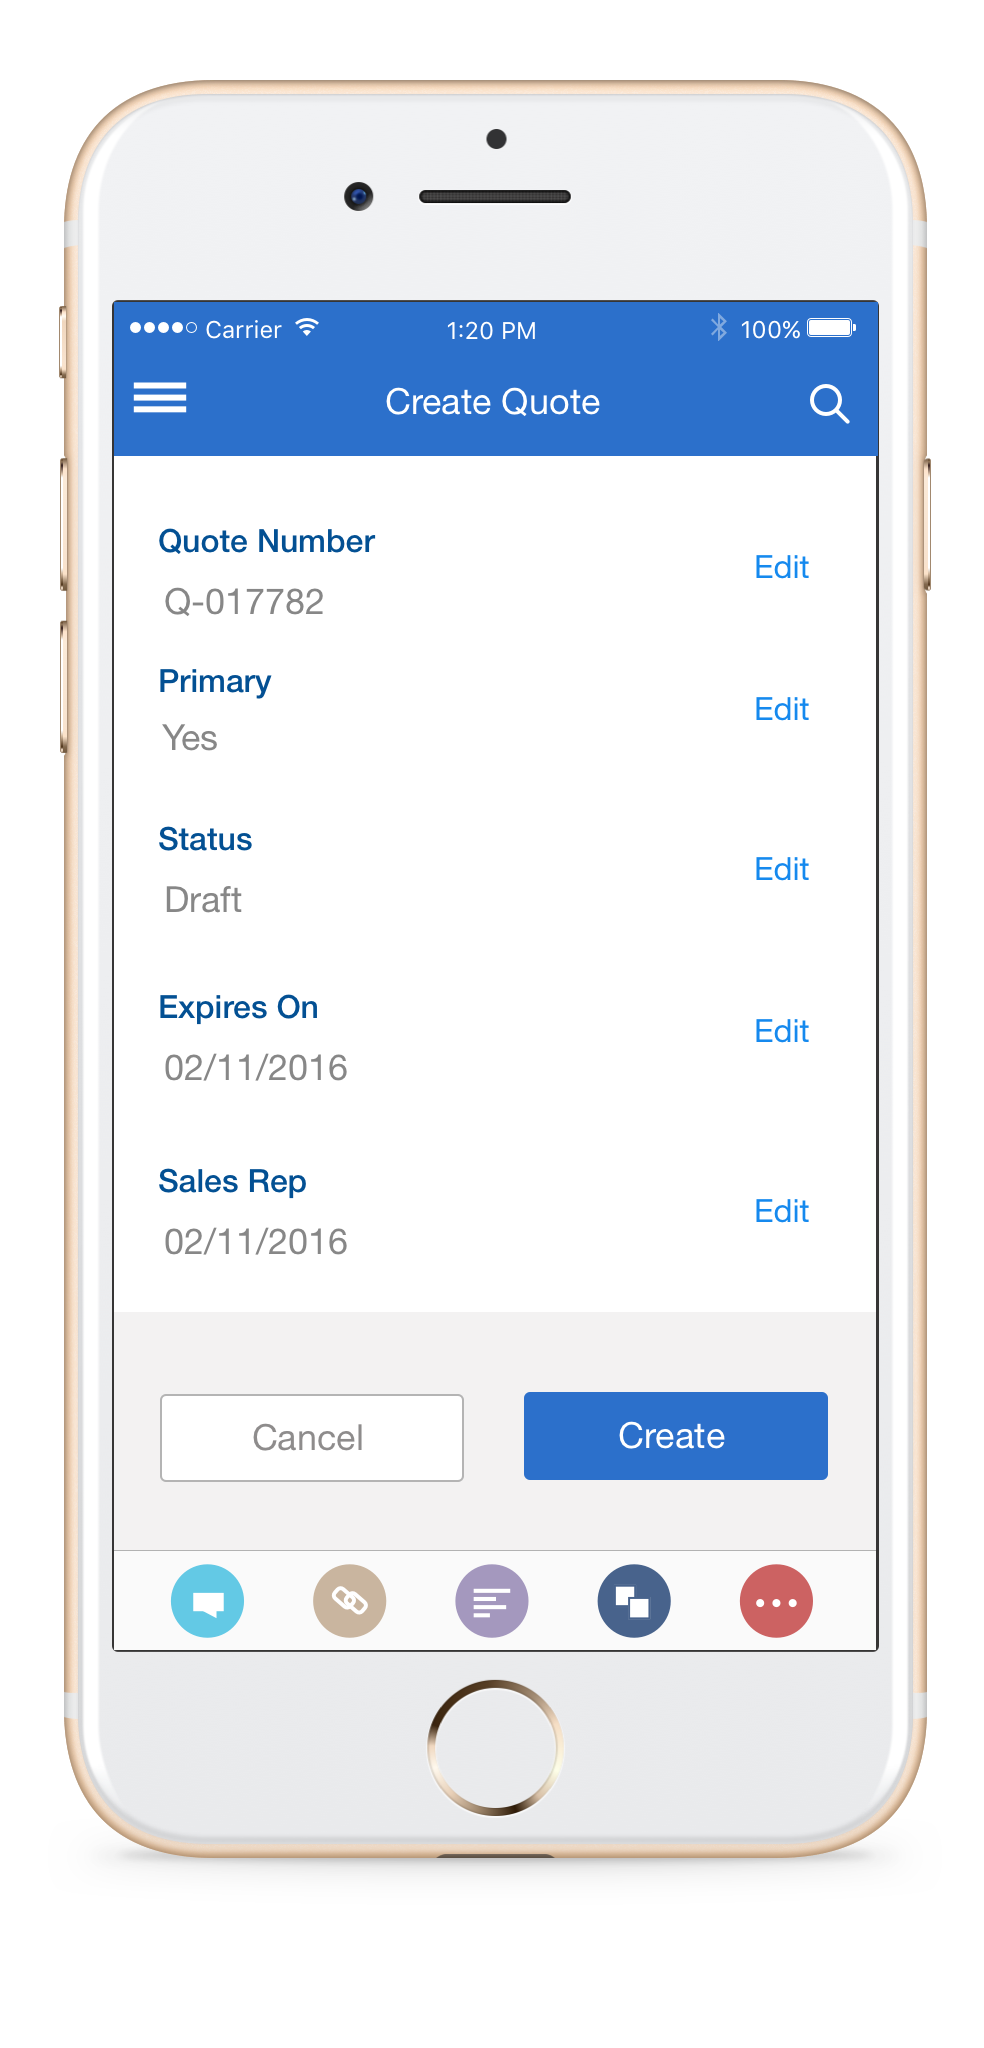 Carrier 1:20 PM 100%
Create Quote
Quote Number
Edit
Q-017782
Primary
Edit
Yes
Status
Edit
Draft
Expires On
Edit
02/11/2016
Sales Rep
Edit
02/11/2016
Cancel Create